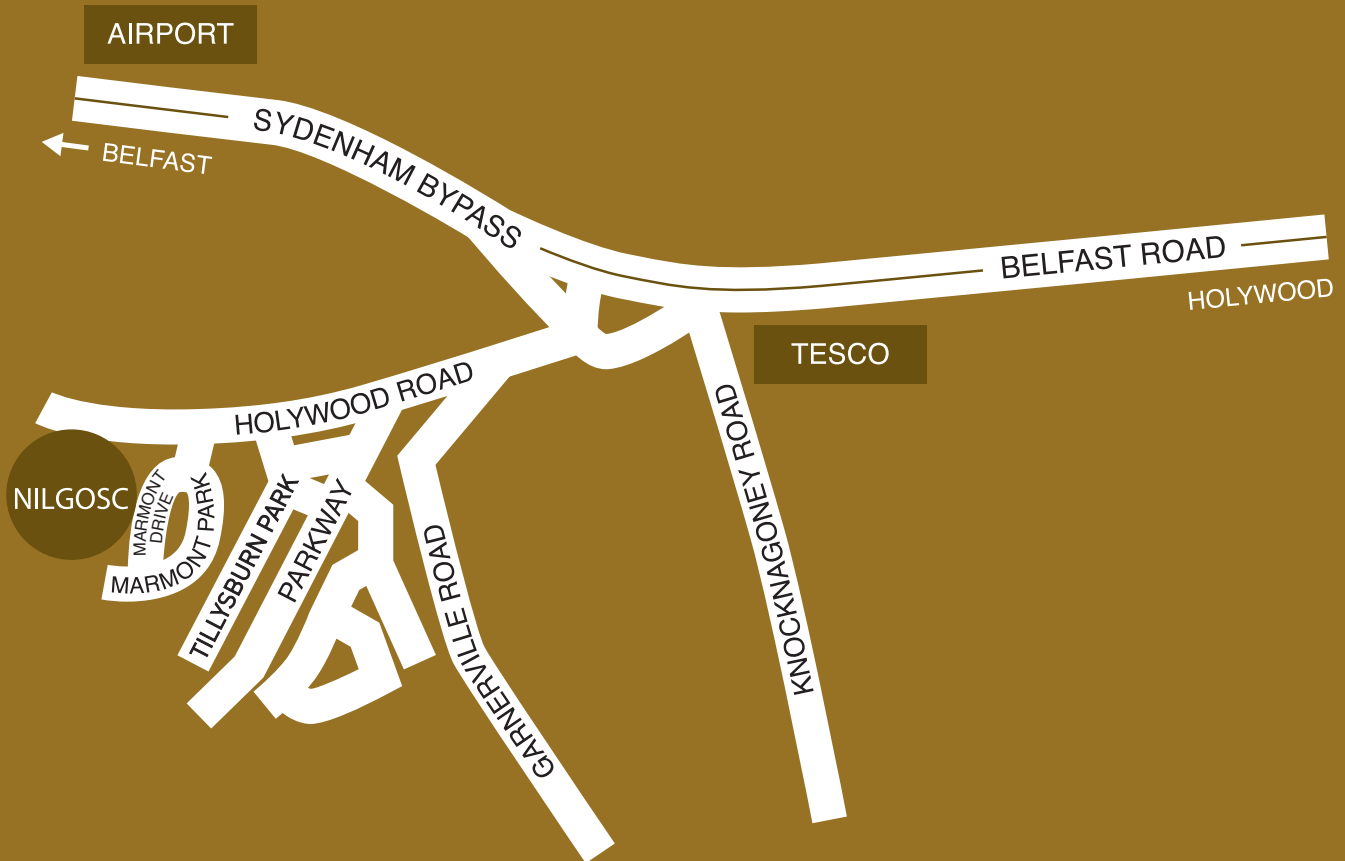 AIRPORT
SYDENHAM BYPASS
BELFAST
BELFAST ROAD
HOLYWOOD
TESCO
HOLYWOOD ROAD
NILGOSC
MARMONT
DRIVE
MARMONT PARK
TILLYSBURN PARK
PARKWAY
GARNERVILLE ROAD
KNOCKNAGONEY ROAD